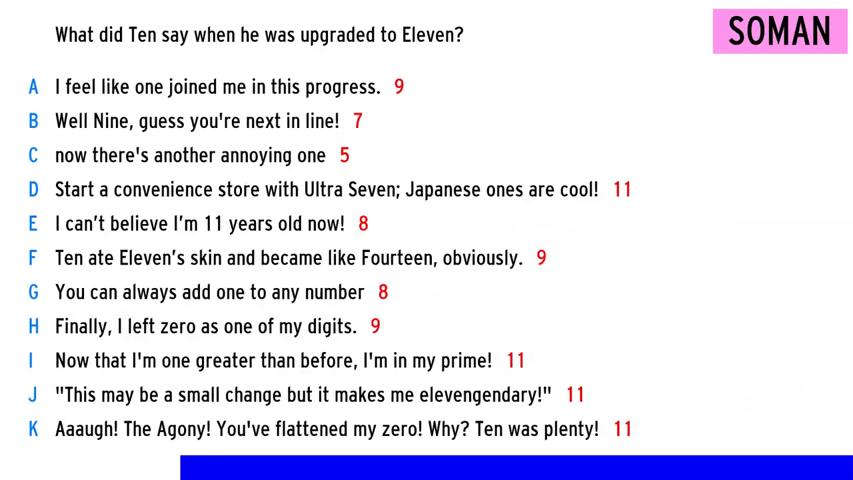 What did Ten say when he was upgraded to Eleven?
SOMAN
A I feel like one joined me in this progress. 9
B Well Nine, guess you're next in line! 7
C now there's another annoying one 5
D Start a convenience store with Ultra Seven; Japanese ones are cool! 11
E I can’t believe I’m 11 years old now! 8
F Ten ate Eleven’s skin and became like Fourteen, obviously. 9
G You can always add one to any number 8
H Finally, I left zero as one of my digits. 9
I Now that I'm one greater than before, I'm in my prime! 11
J "This may be a small change but it makes me elevengendary!" 11
K Aaaugh! The Agony! You've flattened my zero! Why? Ten was plenty! 11